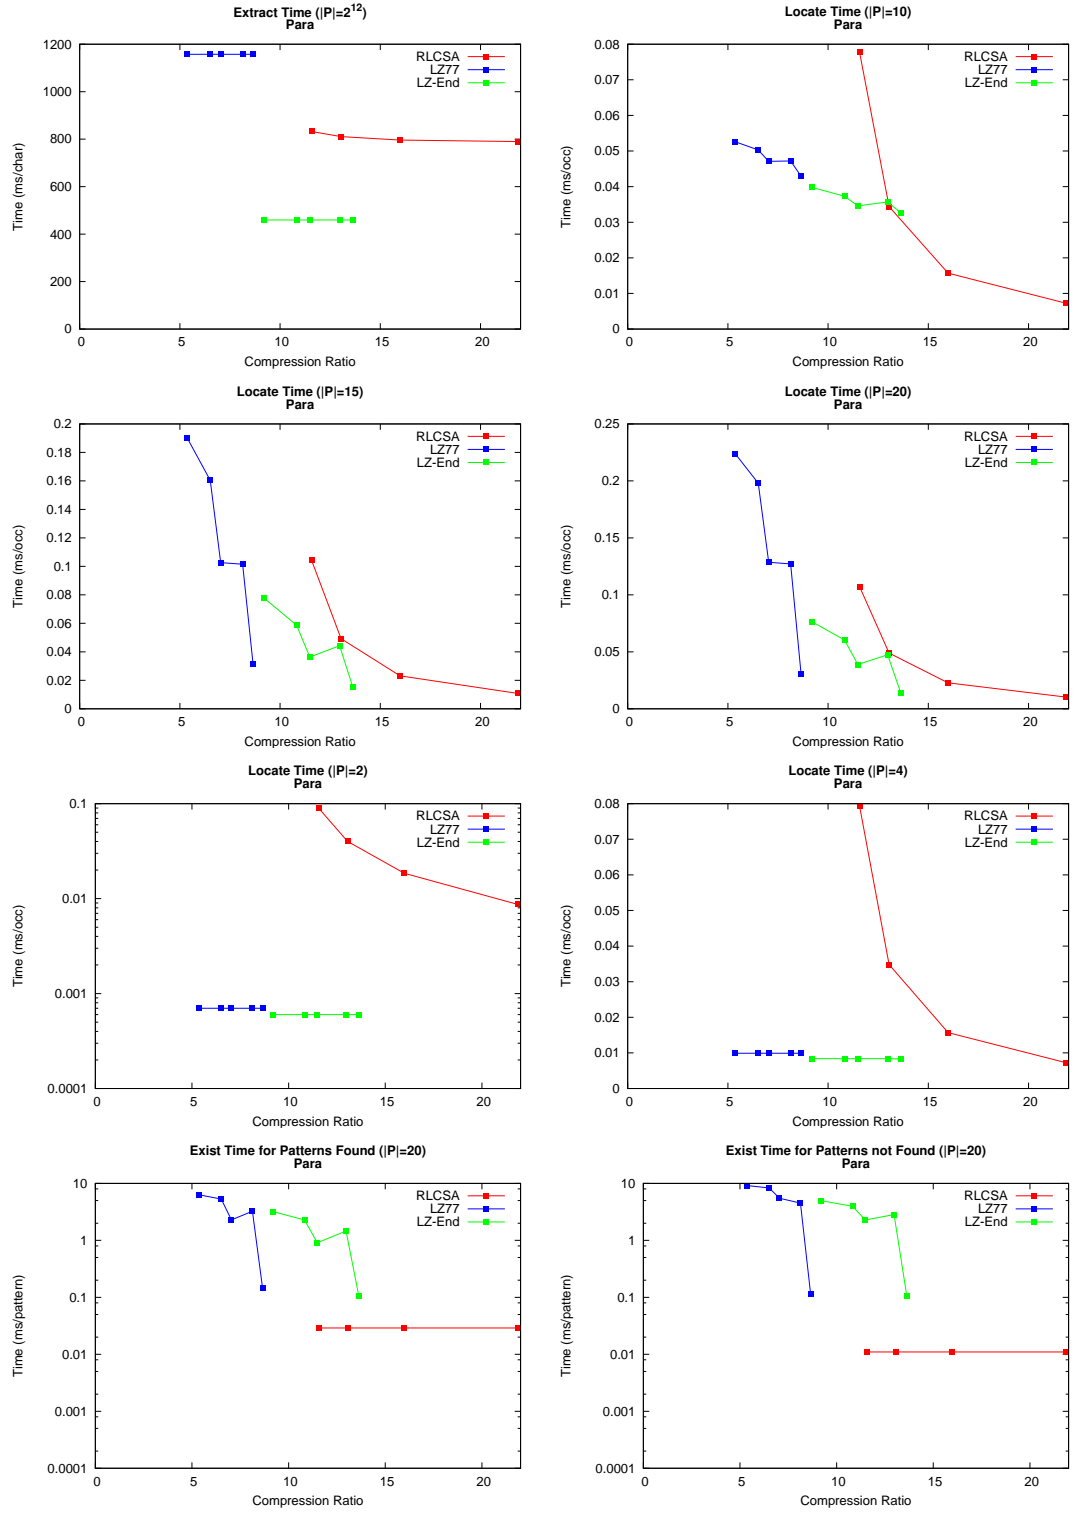 Extract Time (|P|=2^12)
Para
Time (ms/char)
1200
1000
800
600
400
200
0
0 5 10 15 20
Compression Ratio
RLCSA
LZ77
LZ-End
Locate Time (|P|=10)
Para
Time (ms/occ)
0.08
0.07
0.06
0.05
0.04
0.03
0.02
0.01
0
0 5 10 15 20
Compression Ratio
RLCSA
LZ77
LZ-End
Locate Time (|P|=15)
Para
Time (ms/occ)
0.2
0.18
0.16
0.14
0.12
0.1
0.08
0.06
0.04
0.02
0
0 5 10 15 20
Compression Ratio
RLCSA
LZ77
LZ-End
Locate Time (|P|=20)
Para
Time (ms/occ)
0.25
0.2
0.15
0.1
0.05
0
0 5 10 15 20
Compression Ratio
RLCSA
LZ77
LZ-End
Locate Time (|P|=2)
Para
Time (ms/occ)
0.1
0.01
0.001
0.0001
0 5 10 15 20
Compression Ratio
RLCSA
LZ77
LZ-End
Locate Time (|P|=4)
Para
Time (ms/occ)
0.08
0.07
0.06
0.05
0.04
0.03
0.02
0.01
0
0 5 10 15 20
Compression Ratio
RLCSA
LZ77
LZ-End
Exist Time for Patterns Found (|P|=20)
Para
Time (ms/pattern)
10
1
0.1
0.01
0.001
0.0001
0 5 10 15 20
Compression Ratio
RLCSA
LZ77
LZ-End
Exist Time for Patterns not Found (|P|=20)
Para
Time (ms/pattern)
10
1
0.1
0.01
0.001
0.0001
0 5 10 15 20
Compression Ratio
RLCSA
LZ77
LZ-End